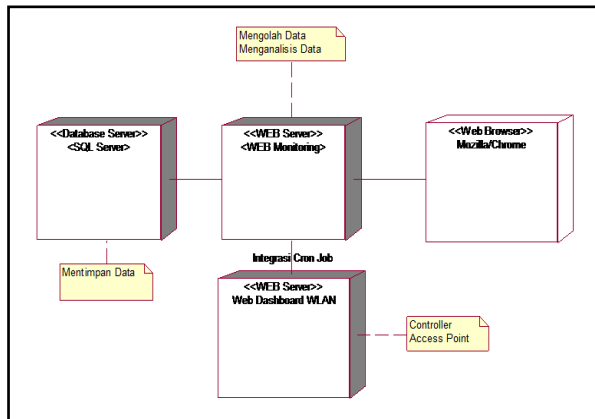 Mengolah Data
Menganalisis Data
<<Database Server>>
<SQL Server>
<<WEB Server>>
<WEB Monitoring>
<<Web Browser>>
Mozilla/Chrome
Mentimpan Data
Integrasi Cron Job
<<WEB Server>>
Web Dashboard WLAN
Controller
Access Point